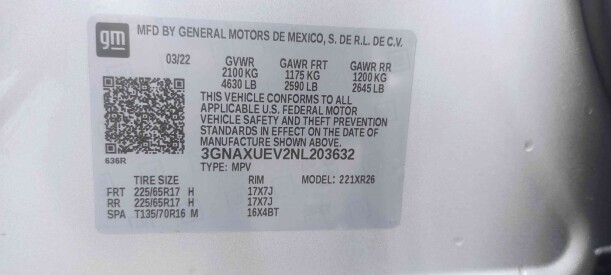 gm
MFD BY GENERAL MOTORS DE MEXICO, S. DE R.L. DE C.V.
03/22 GVWR GAWR FRT GAWR RR
2100 KG 1175 KG 1200 KG
4630 LB 2590 LB 2645 LB
THIS VEHICLE CONFORMS TO ALL
APPLICABLE U.S. FEDERAL MOTOR
VEHICLE SAFETY AND THEFT PREVENTION
STANDARDS IN EFFECT ON THE DATE OF
MANUFACTURE SHOWN ABOVE.
636R
3GNAXUEV2NL203632
TYPE: MPV MODEL: 221XR26
TIRE SIZE RIM
FRT 225/65R17 H 17X7J
RR 225/65R17 H 17X7J
SPA T135/70R16 M 16X4BT